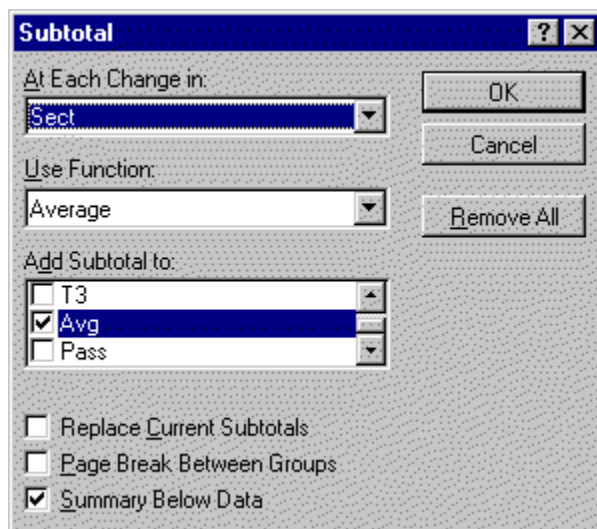 Subtotal
At Each Change in:
Sect
OK
Cancel
Use Function:
Average
Remove All
Add Subtotal to:
T3
Avg
Pass
Replace Current Subtotals
Page Break Between Groups
Summary Below Data